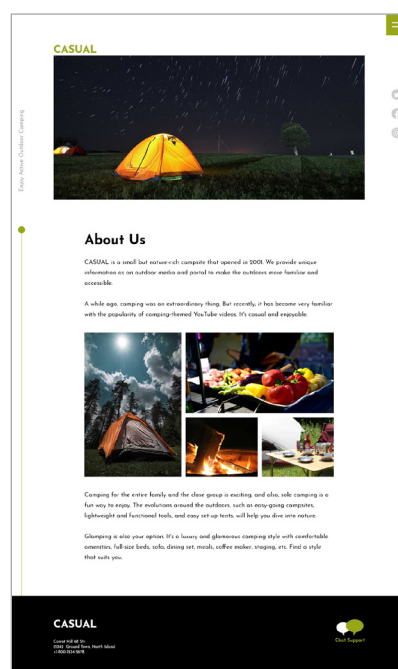 CASUAL
Enjoy Active Outdoor Camping
About Us
CASUAL is a small but nature-rich campsite that opened in 2001. We provide unique
information as an outdoor media and portal to make the outdoors more familiar and
accessible.
A while ago, camping was an extraordinary thing. But recently, it has become very familiar
with the popularity of camping-themed YouTube videos. It's casual and enjoyable.
Camping for the entire family and the close group is exciting, and also, solo camping is a
fun way to enjoy. The evolutions around the outdoors, such as easy-going campsites,
lightweight and functional tools, and easy set up tents, will help you dive into nature.
Glamping is also your option. It's a luxury and glamorous camping style with comfortable
amenities, full-size beds, sofa, dining set, meals, coffee maker, staging, etc. Find a style
that suits you.
CASUAL
Hill 68 St.
Ground Town, North Island
Chat Support